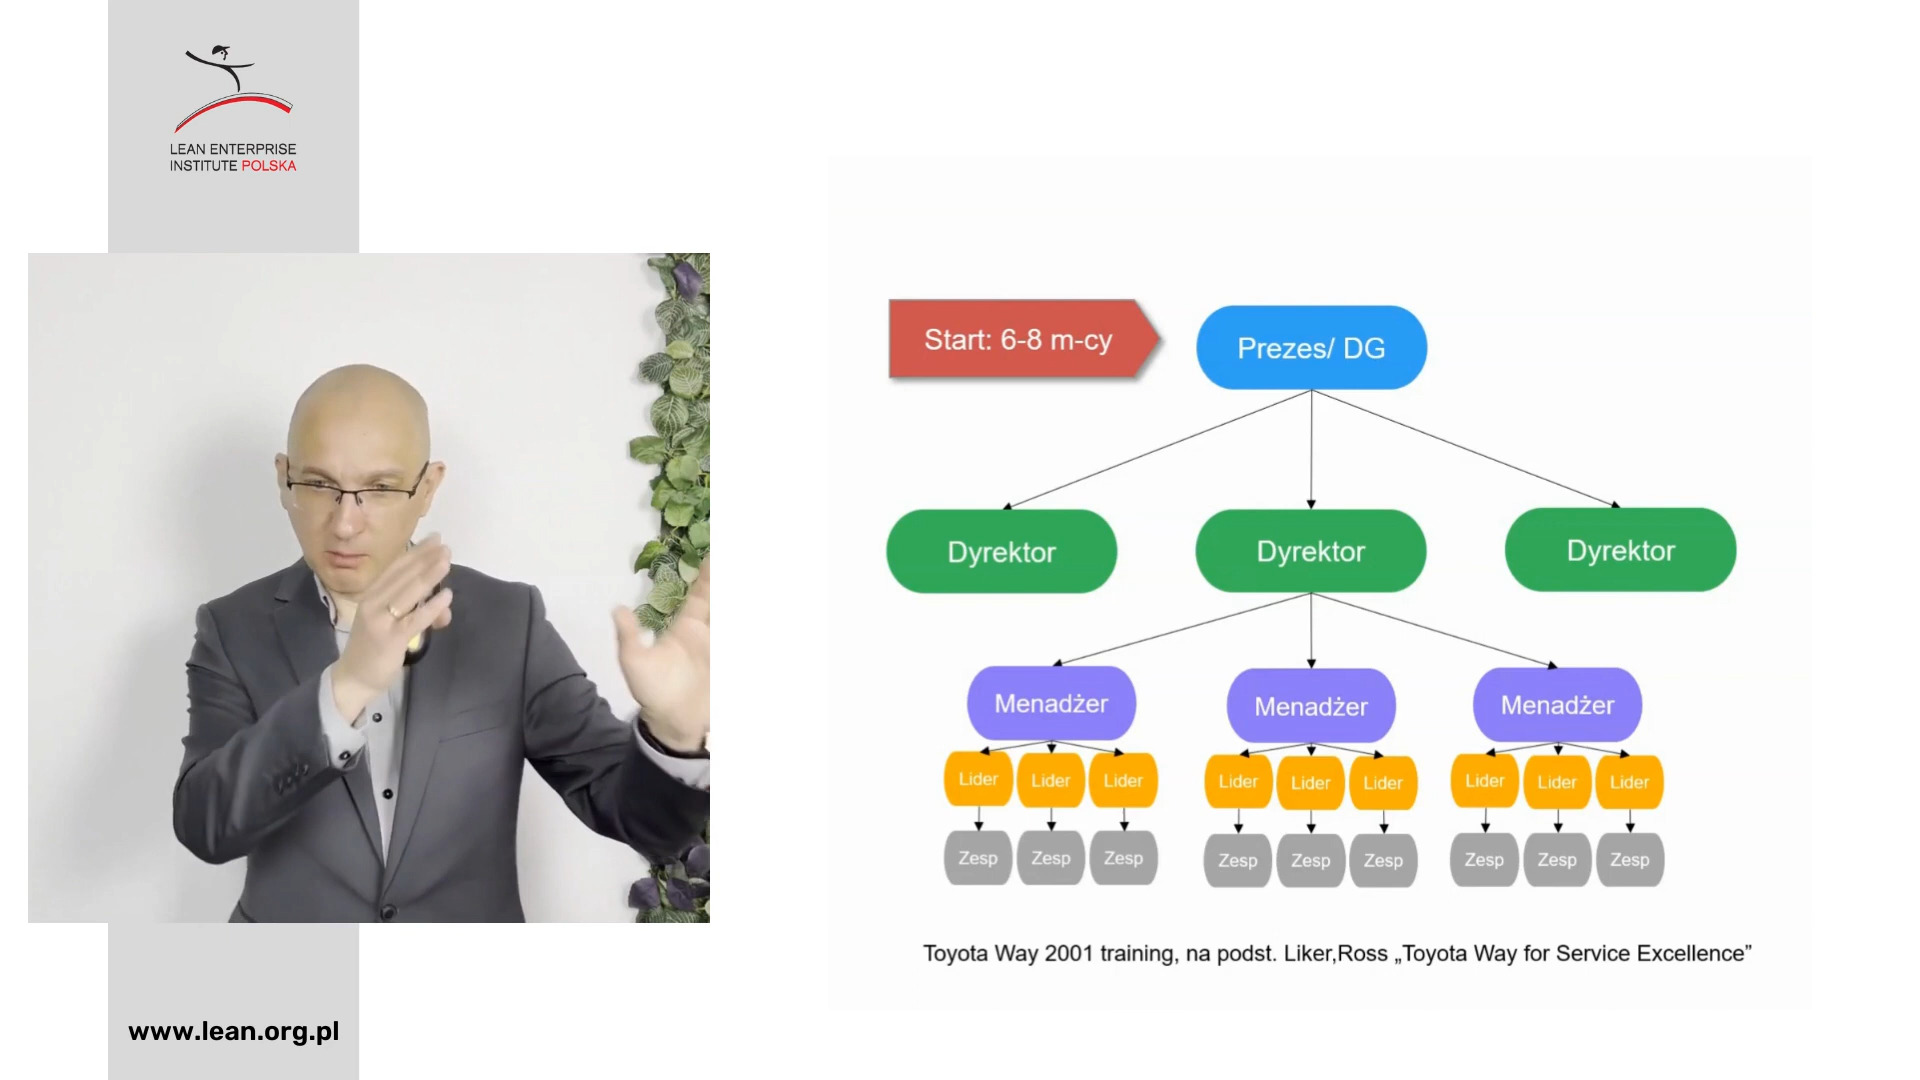 LEAN ENTERPRISE
INSTITUTE POLSKA
Start: 6-8 m-cy
Prezes/ DG
Dyrektor
Dyrektor
Dyrektor
Menadżer
Menadżer
Menadżer
Lider
Lider
Lider
Lider
Lider
Lider
Lider
Lider
Lider
Zesp
Zesp
Zesp
Zesp
Zesp
Zesp
Zesp
Zesp
Zesp
Toyota Way 2001 training, na podst. Liker,Ross „Toyota Way for Service Excellence”
www.lean.org.pl